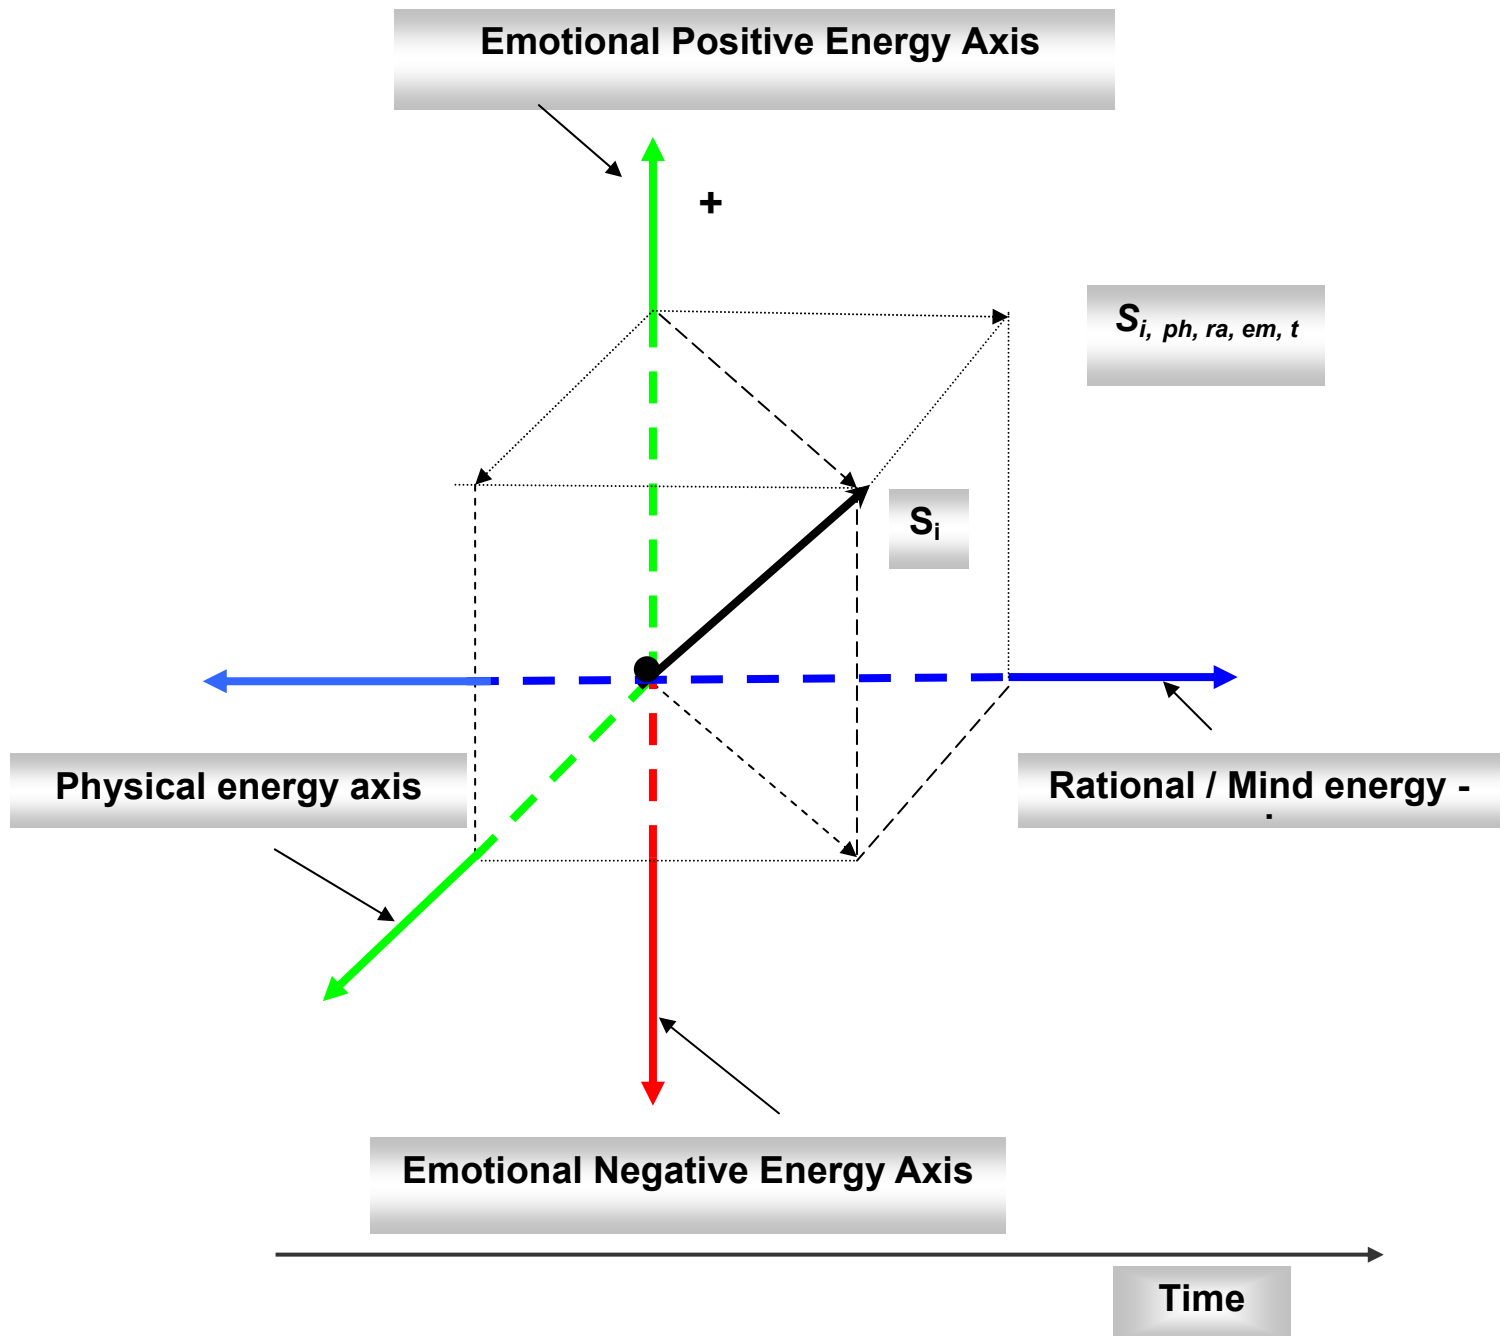 Emotional Positive Energy Axis
+
S i, ph, ra, em, t
Si
Physical energy axis
Rational / Mind energy -
Emotional Negative Energy Axis
Time